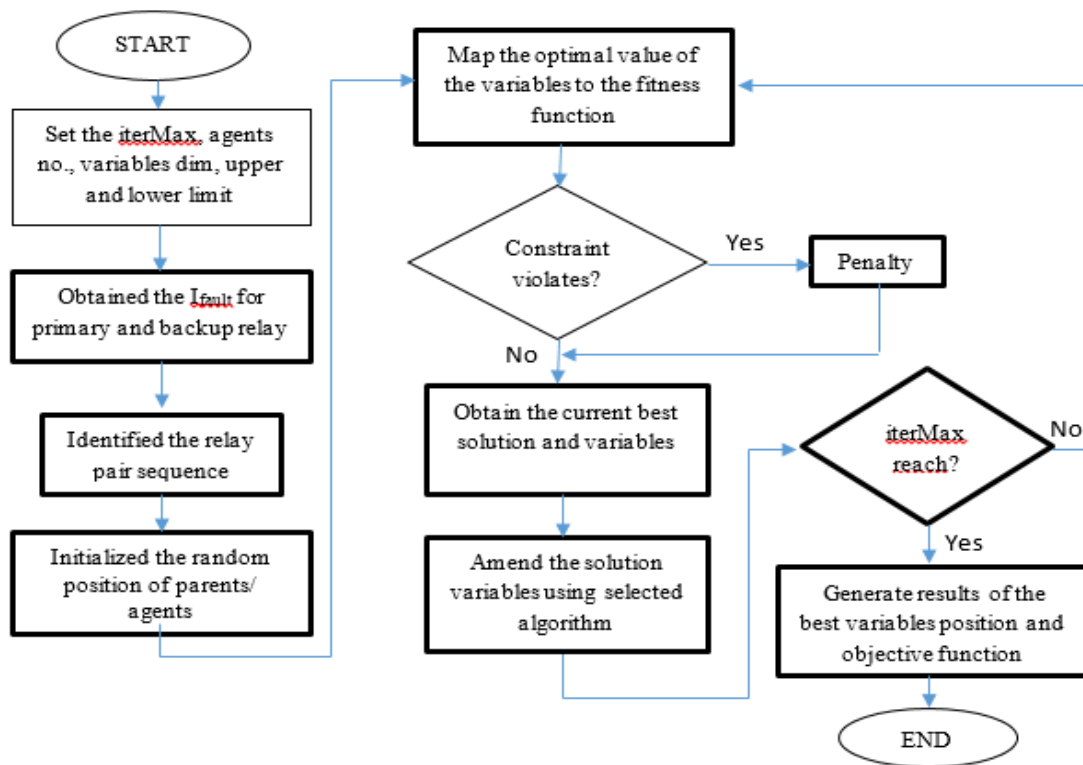 START
Set the iterMax, agents
no., variables dim, upper
and lower limit
Obtained the Ifault for
primary and backup relay
Identified the relay
pair sequence
Initialized the random
position of parents/
agents
Map the optimal value of
the variables to the fitness
function
Constraint
violates?
Yes
Penalty
No
Obtain the current best
solution and variables
Amend the solution
variables using selected
algorithm
iterMax
reach?
No
Yes
Generate results of the
best variables position and
objective function
END